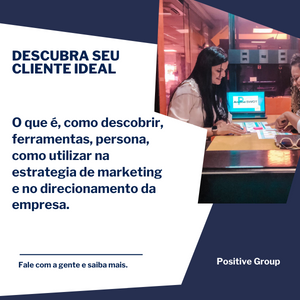 DESCUBRA SEU
CLIENTE IDEAL
O que é, como descobrir,
ferramentas, persona,
como utilizar na
estrategia de marketing
e no direcionamento da
empresa.
Fale com a gente e saiba mais.
Positive Group